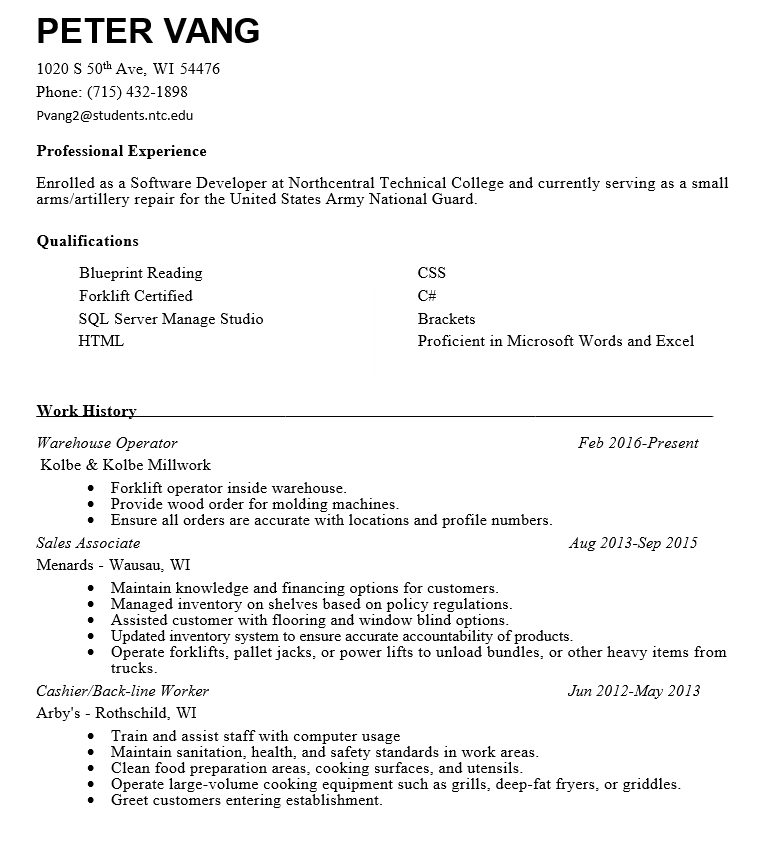 PETER VANG
1020 S 50th Ave, WI 54476
Phone: (715) 432-1898
Pvang2@students.ntc.edu
Professional Experience
Enrolled as a Software Developer at Northcentral Technical College and currently serving as a small
arms/artillery repair for the United States Army National Guard.
Qualifications
Blueprint Reading CSS
Forklift Certified C#
SQL Server Manage Studio Brackets
HTML Proficient in Microsoft Words and Excel
Work History
Warehouse Operator Feb 2016-Present
Kolbe & Kolbe Millwork
• Forklift operator inside warehouse.
• Provide wood order for molding machines.
• Ensure all orders are accurate with locations and profile numbers.
Sales Associate Aug 2013-Sep 2015
Menards - Wausau, WI
• Maintain knowledge and financing options for customers.
• Managed inventory on shelves based on policy regulations.
• Assisted customer with flooring and window blind options.
• Updated inventory system to ensure accurate accountability of products.
• Operate forklifts, pallet jacks, or power lifts to unload bundles, or other heavy items from
trucks.
Cashier/Back-line Worker Jun 2012-May 2013
Arby's - Rothschild, WI
• Train and assist staff with computer usage
• Maintain sanitation, health, and safety standards in work areas.
• Clean food preparation areas, cooking surfaces, and utensils.
• Operate large-volume cooking equipment such as grills, deep-fat fryers, or griddles.
• Greet customers entering establishment.